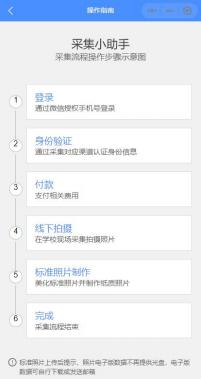 操作指南
采集小助手
采集流程操作步骤示意图
1
登录
通过微信授权手机号登录
2
身份验证
通过采集对应渠道认证身份信息
3
付款
支付相关费用
4
线下拍摄
在学校现场采集拍摄照片
5
标准照片制作
美化标准照片并制作纸质照片
6
完成
采集流程结束
标准照片上传后提示、照片电子版数据不再提供光盘，电子版
数据可自行下载或发送邮箱